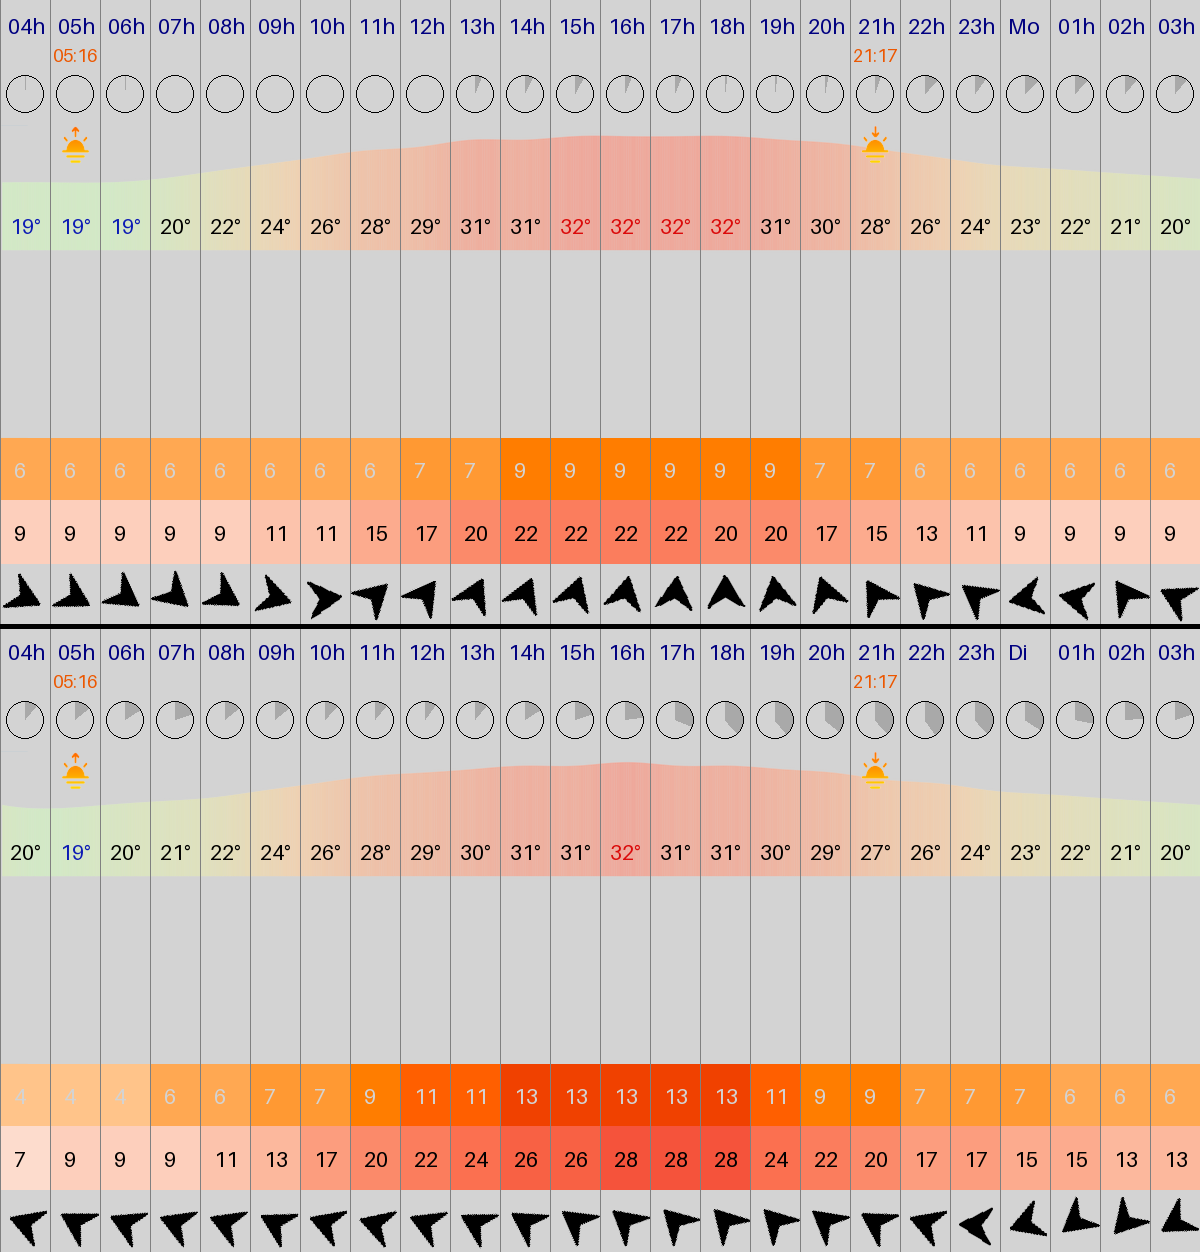 04h 05h 06h 07h 08h 09h 10h 11h 12h 13h 14h 15h 16h 17h 18h 19h 20h 21h 22h 23h Mo 01h 02h 03h
05:16 21:17
19° 19° 19° 20° 22° 24° 26° 28° 29° 31° 31° 32° 32° 32° 32° 31° 30° 28° 26° 24° 23° 22° 21° 20°
6 6 6 6 6 6 6 6 7 7 9 9 9 9 9 9 7 7 6 6 6 6 6 6
9 9 9 9 9 11 11 15 17 20 22 22 22 22 20 20 17 15 13 11 9 9 9 9
04h 05h 06h 07h 08h 09h 10h 11h 12h 13h 14h 15h 16h 17h 18h 19h 20h 21h 22h 23h Di 01h 02h 03h
05:16 21:17
20° 19° 20° 21° 22° 24° 26° 28° 29° 30° 31° 31° 32° 31° 31° 30° 29° 27° 26° 24° 23° 22° 21° 20°
4 4 4 6 6 7 7 9 11 11 13 13 13 13 13 11 9 9 7 7 7 6 6 6
7 9 9 9 11 13 17 20 22 24 26 26 28 28 28 24 22 20 17 17 15 15 13 13